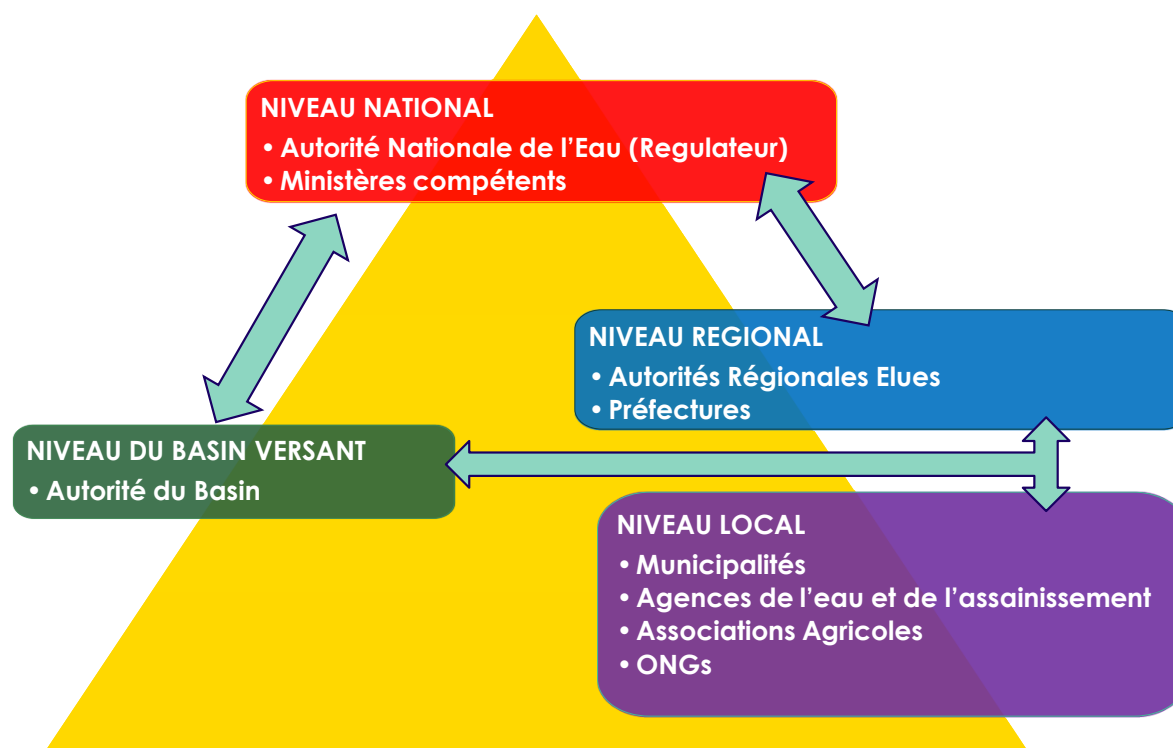 NIVEAU NATIONAL
• Autorité Nationale de l’Eau (Regulateur)
• Ministères compétents
NIVEAU REGIONAL
• Autorités Régionales Elues
• Préfectures
NIVEAU DU BASIN VERSANT
• Autorité du Basin
NIVEAU LOCAL
• Municipalités
• Agences de l’eau et de l’assainissement
• Associations Agricoles
• ONGs